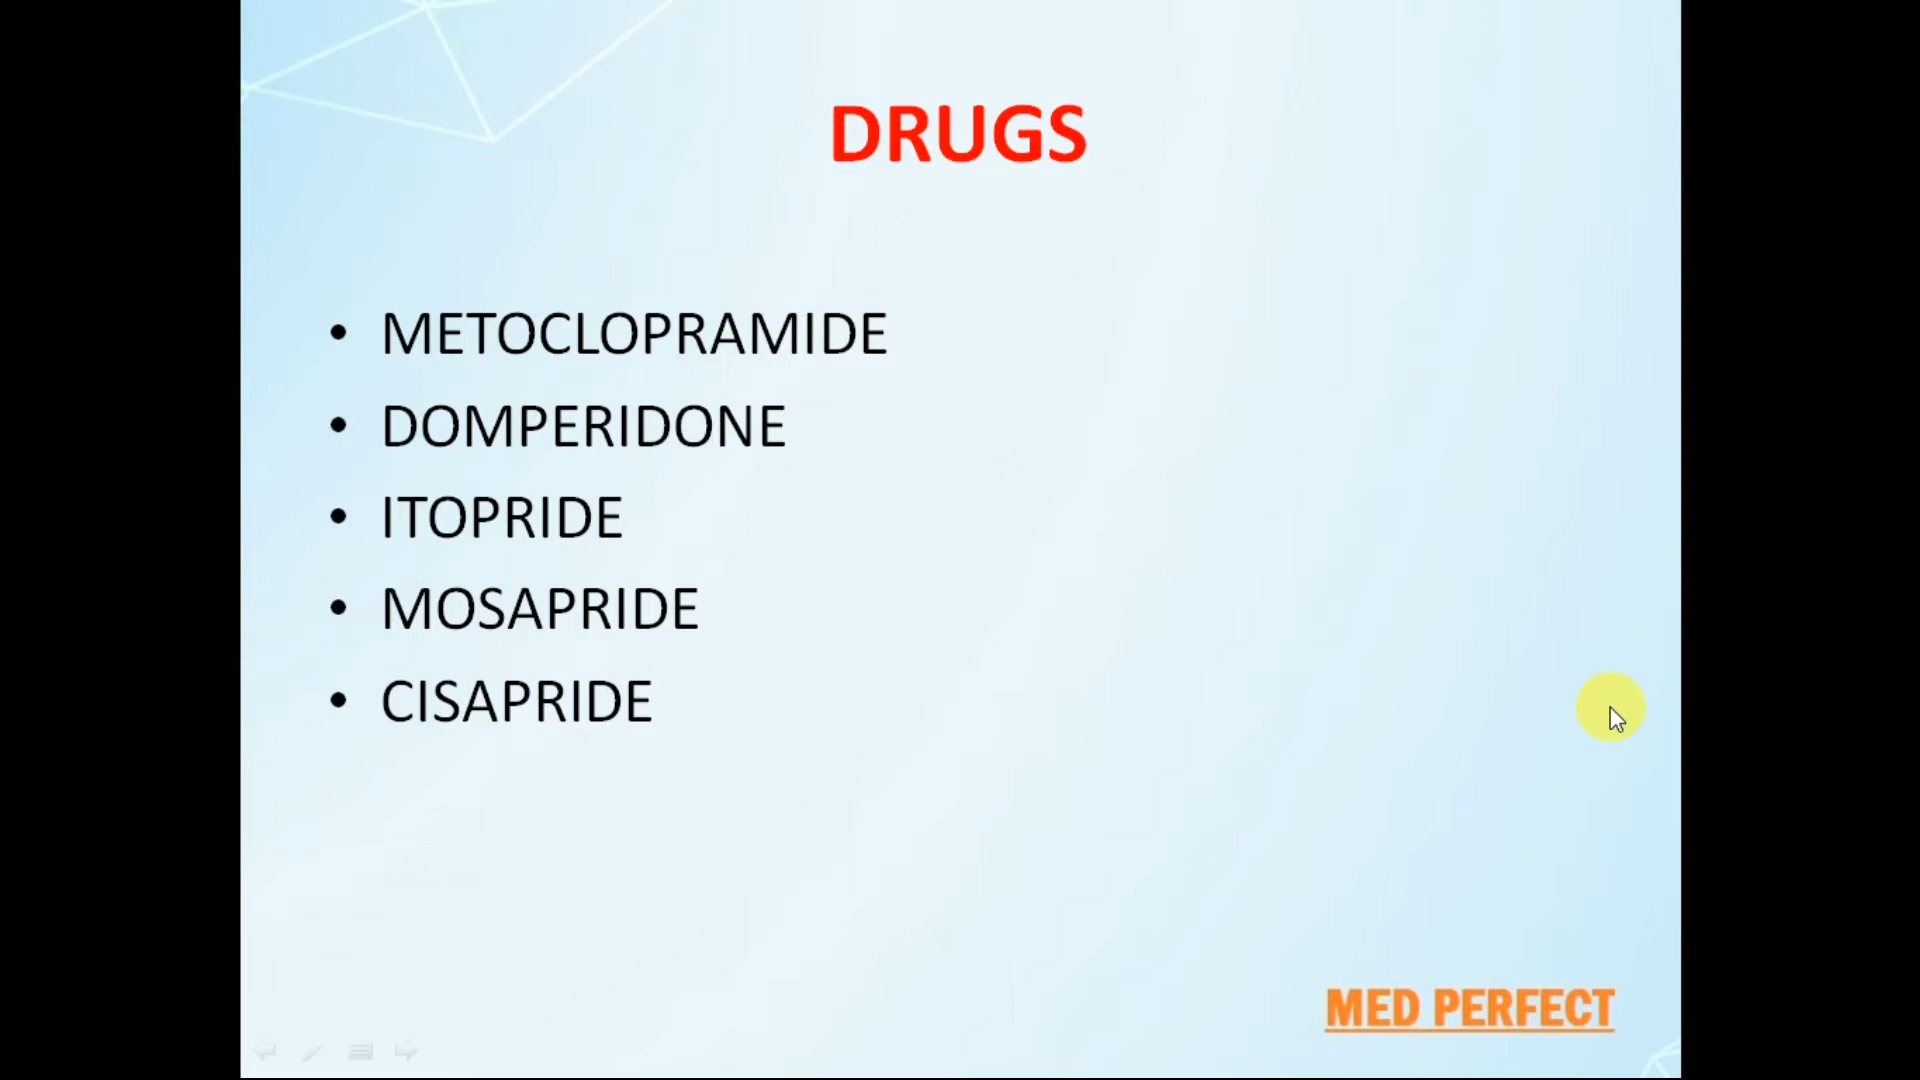 DRUGS
• METOCLOPRAMIDE
• DOMPERIDONE
• ITOPRIDE
• MOSAPRIDE
• CISAPRIDE
MED PERFECT